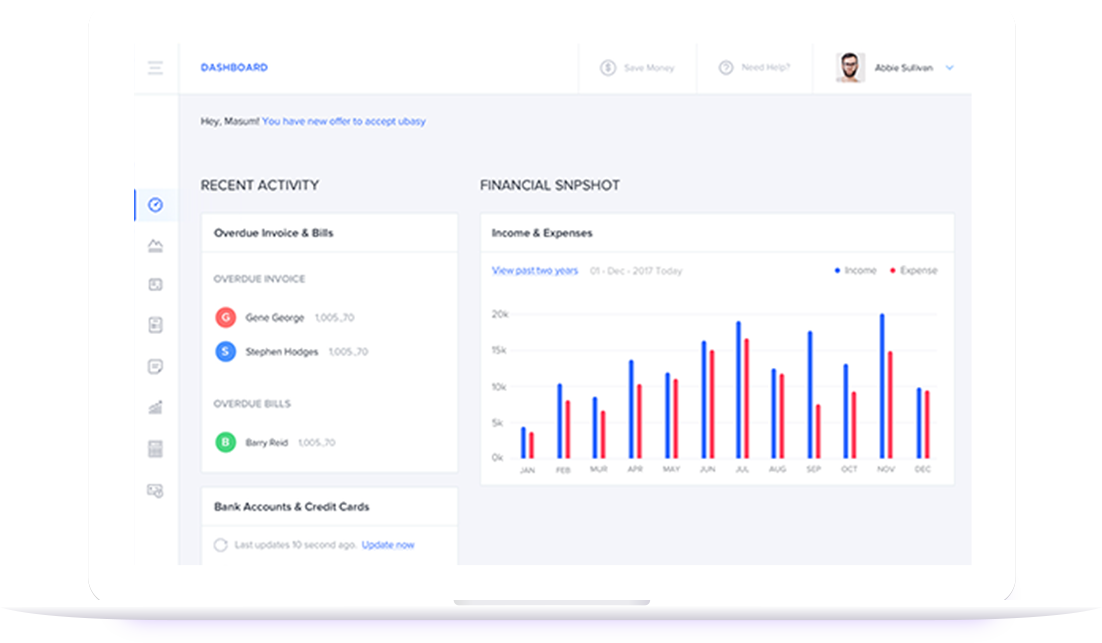 DASHBOARD
Save Money
Need Help?
Abbie Sullivan
Hey, Masum! You have new offer to accept ubasy
RECENT ACTIVITY
Overdue Invoice & Bills
OVERDUE INVOICE
G Gene George 1,005.,70
S Stephen Hodges 1,005.,70
OVERDUE BILLS
B Barry Reid 1,005.,70
Bank Accounts & Credit Cards
Last updates 10 second ago. Update now
FINANCIAL SNPSHOT
Income & Expenses
View past two years 01 - Dec - 2017 Today
Income Expense
20k
15k
10k
5k
0k
JAN FEB MUR APR MAY JUN JUL AUG SEP OCT NOV DEC